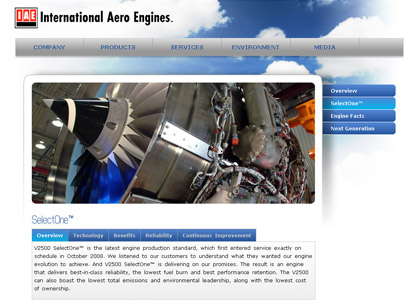 IAE International Aero Engines.
COMPANY PRODUCTS SERVICES ENVIRONMENT MEDIA
Overview
SelectOne™
Engine Facts
Next Generation
SelectOne™
Overview Technology Benefits Reliability Continuous Improvement
V2500 SelectOne™ is the latest engine production standard, which first entered service exactly on
schedule in October 2008. We listened to our customers to understand what they wanted our engine
evolution to achieve. And V2500 SelectOne™ is delivering on our promises. The result is an engine
that delivers best-in-class reliability, the lowest fuel burn and best performance retention. The V2500
can also boast the lowest total emissions and environmental leadership, along with the lowest cost
of ownership.